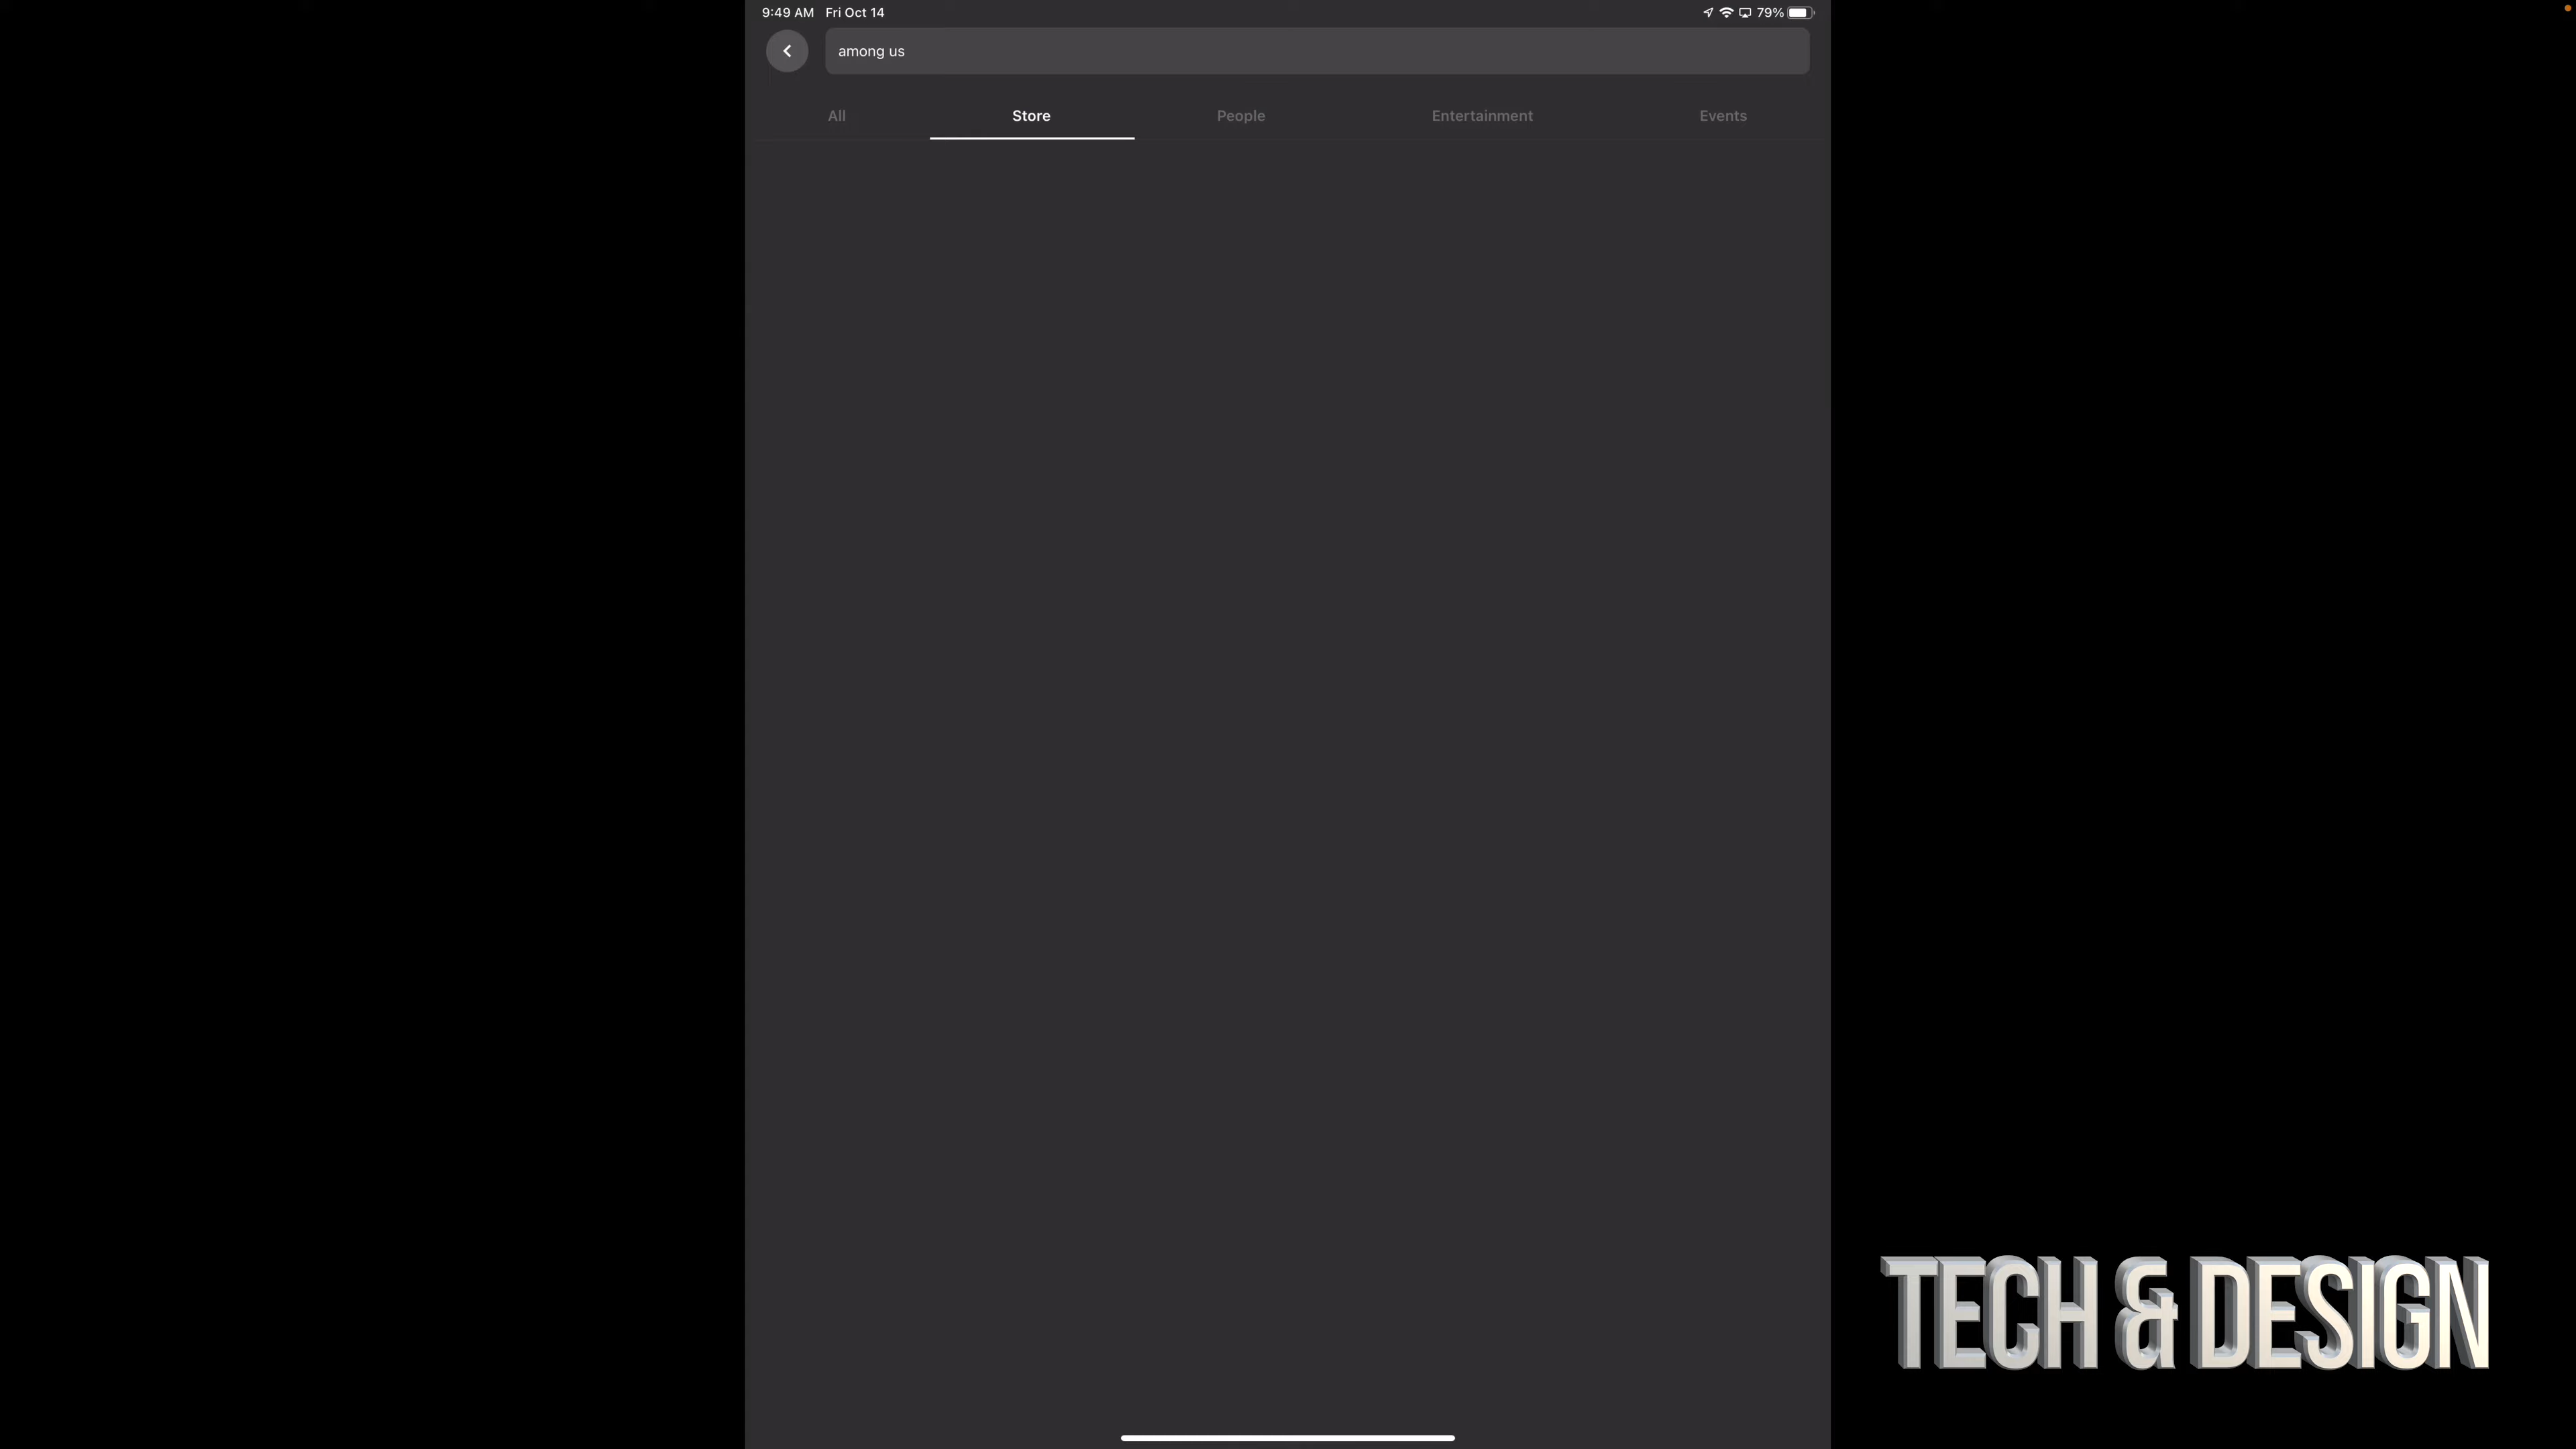 9:49 AM Fri Oct 14
79%
among us
All Store People Entertainment Events
TECH & DESIGN